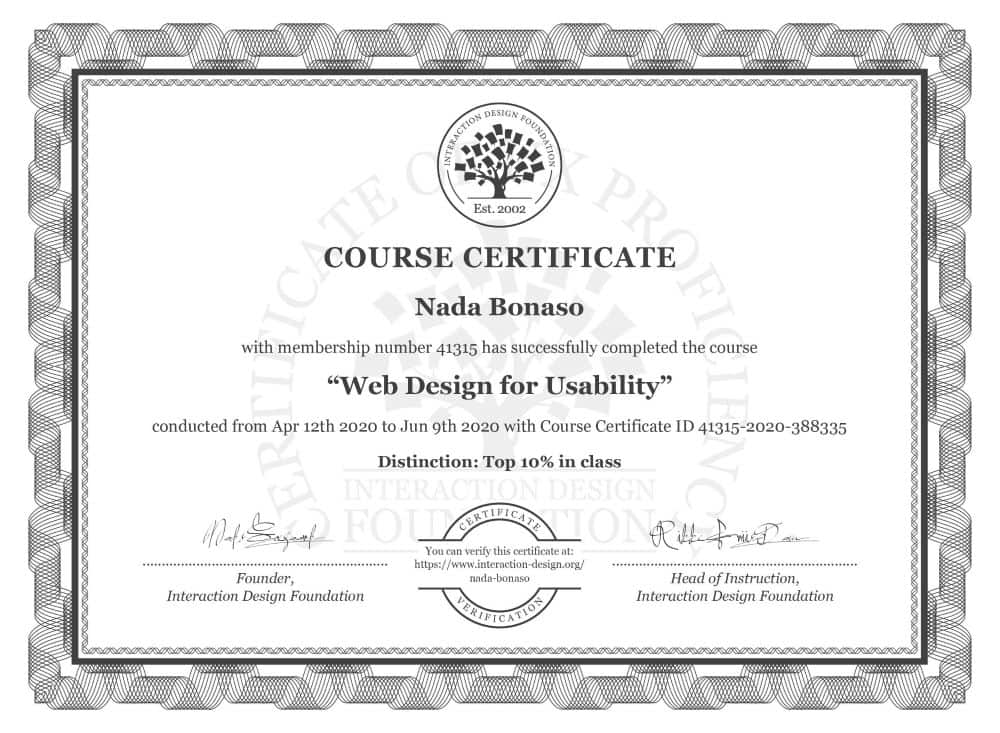 INTERACTION DESIGN FOUNDATION
Est. 2002
CERTIFICATE OF UX PROFICIENCY
COURSE CERTIFICATE
Nada Bonaso
with membership number 41315 has successfully completed the course
“Web Design for Usability”
conducted from Apr 12th 2020 to Jun 9th 2020 with Course Certificate ID 41315-2020-388335
Distinction: Top 10% in class
INTERACTION DESIGN
FOUNDATION
CERTIFICATE
You can verify this certificate at:
https://www.interaction-design.org/
nada-bonaso
VERIFICATION
Founder,
Interaction Design Foundation
Head of Instruction,
Interaction Design Foundation